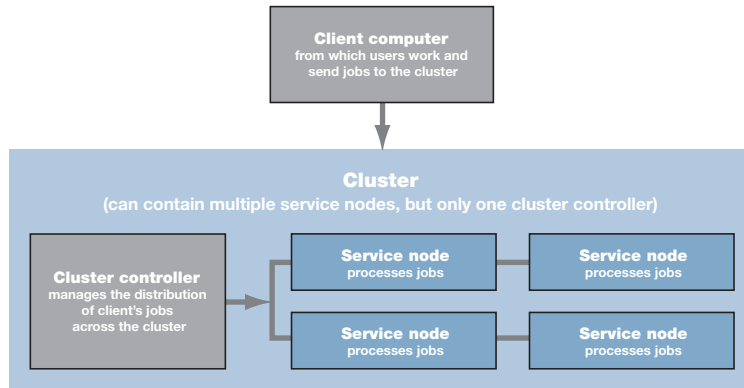 Client computer
from which users work and
send jobs to the cluster
Cluster
(can contain multiple service nodes, but only one cluster controller)
Cluster controller
manages the distribution
of client's jobs
across the cluster
Service node
processes jobs
Service node
processes jobs
Service node
processes jobs
Service node
processes jobs